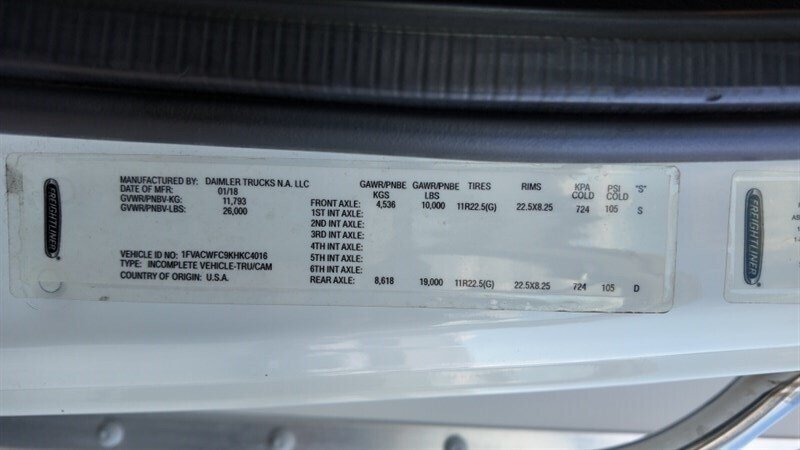 FREIGHTLINER
MANUFACTURED BY: DAIMLER TRUCKS N.A. LLC
DATE OF MFR: 01/18
GVWR/PNBV-KG: 11,793
GVWR/PNBV-LBS: 26,000
VEHICLE ID NUMBER: 1FVACWFC9KHKC4016
TYPE: INCOMPLETE VEHICLE-TRU/CAM
COUNTRY OF ORIGIN: U.S.A.
GAWR/PNBE GAWR/PNBE TIRES RIMS KPA PSI "S"
KGS LBS COLD COLD
FRONT AXLE: 4,536 10,000 11R22.5(G) 22.5X8.25 724 105 S
1ST INT AXLE:
2ND INT AXLE:
3RD INT AXLE:
4TH INT AXLE:
5TH INT AXLE:
6TH INT AXLE:
REAR AXLE: 8,618 19,000 11R22.5(G) 22.5X8.25 724 105 D
FREIGHTLINER